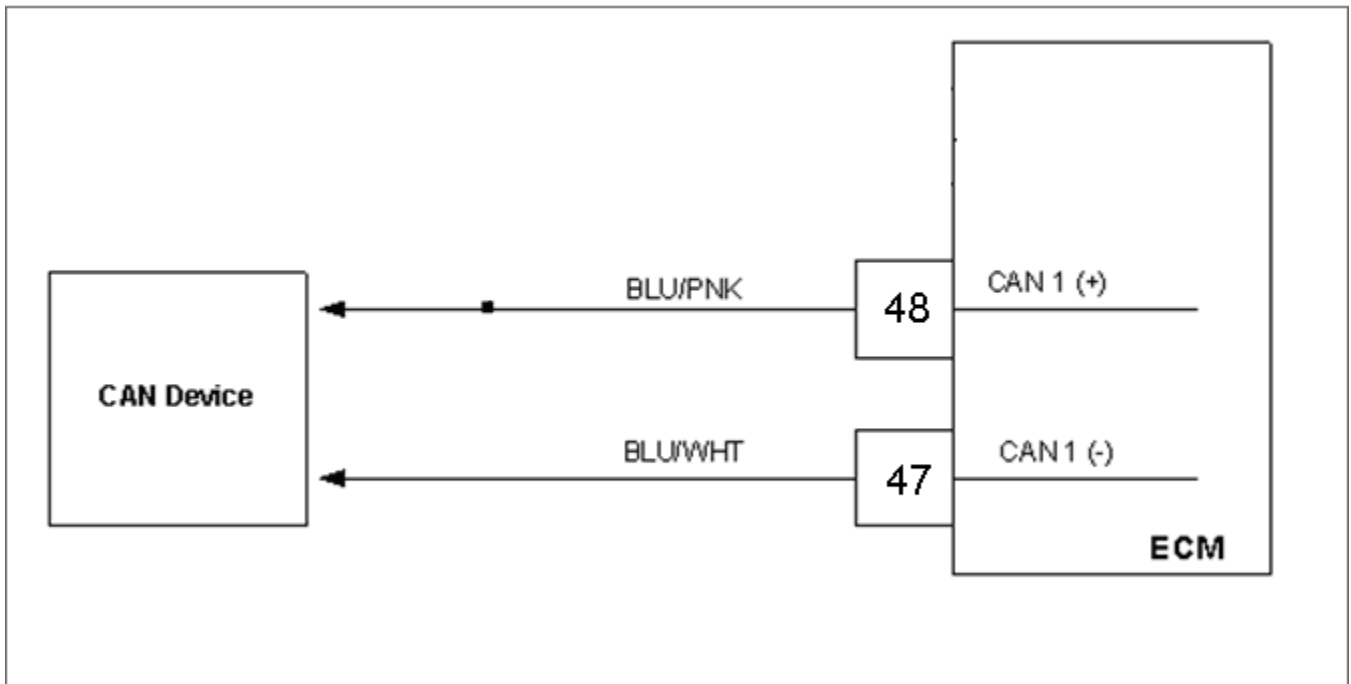 BLU/PNK
48
CAN 1 (+)
CAN Device
BLU/WHT
47
CAN 1 (-)
ECM